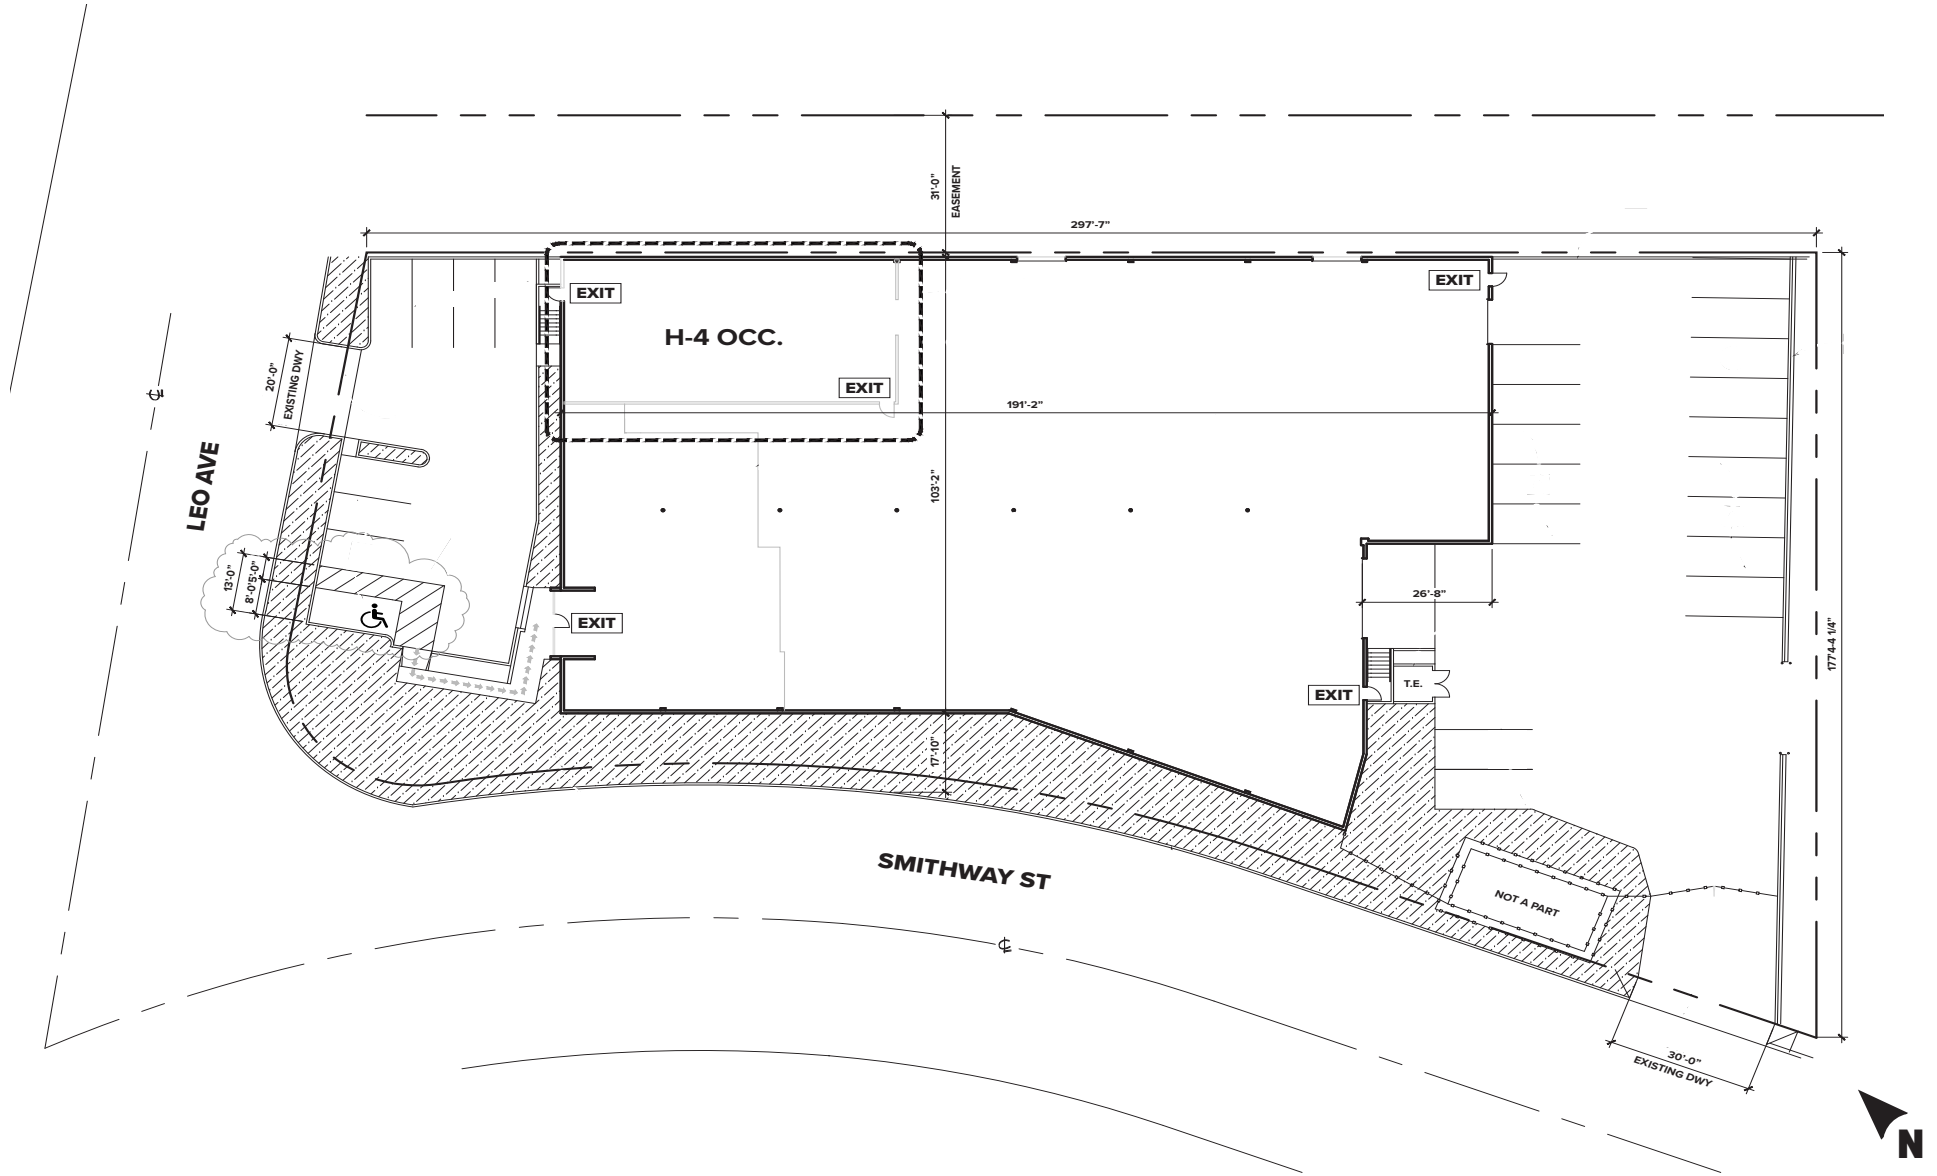 31'-0"
EASEMENT
297'-7"
EXIT
EXIT
H-4 OCC.
EXIT
20'-0"
EXISTING DWY
191'-2"
LEO AVE
103'-2"
13'-0"
8'-0"
5'-0"
26'-8"
EXIT
177'4-4 1/4"
T.E.
EXIT
17'-10"
SMITHWAY ST
NOT A PART
30'-0"
EXISTING DWY
N